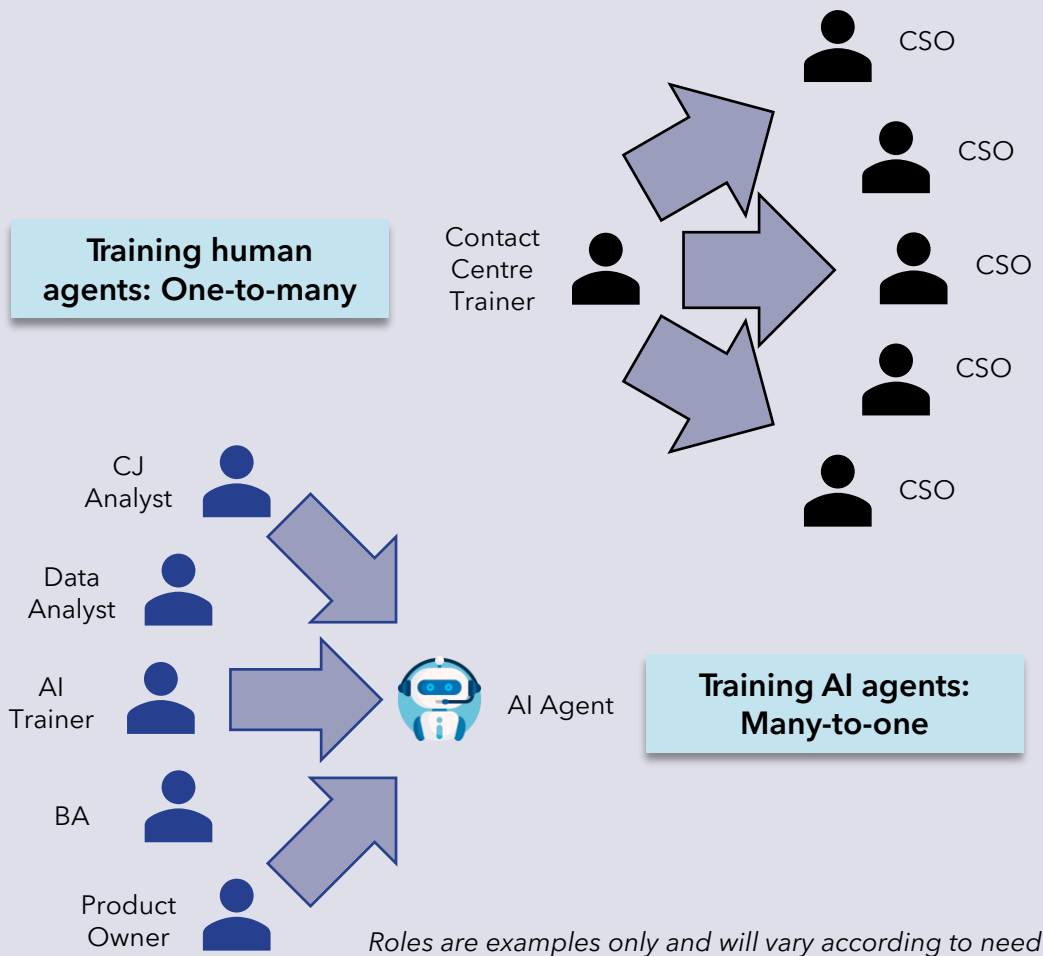 CSO
CSO
Training human
agents: One-to-many
Contact
Centre
Trainer
CSO
CSO
CSO
CJ
Analyst
Data
Analyst
AI
Trainer
AI Agent
Training AI agents:
Many-to-one
BA
Product
Owner
Roles are examples only and will vary according to need